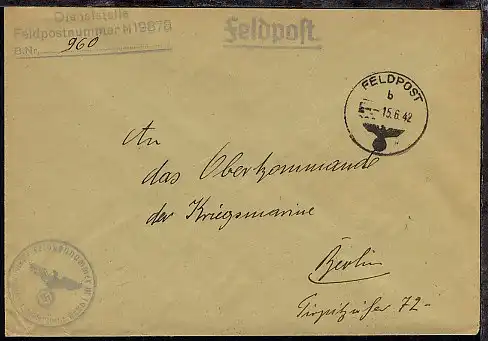 Dienststelle
Feldpostnummer M 19878
B.Nr. 960
Feldpost
FELDPOST
b
15.6.42
An
das Oberkommando
der Kriegsmarine
Berlin
Tirpitzufer 72-